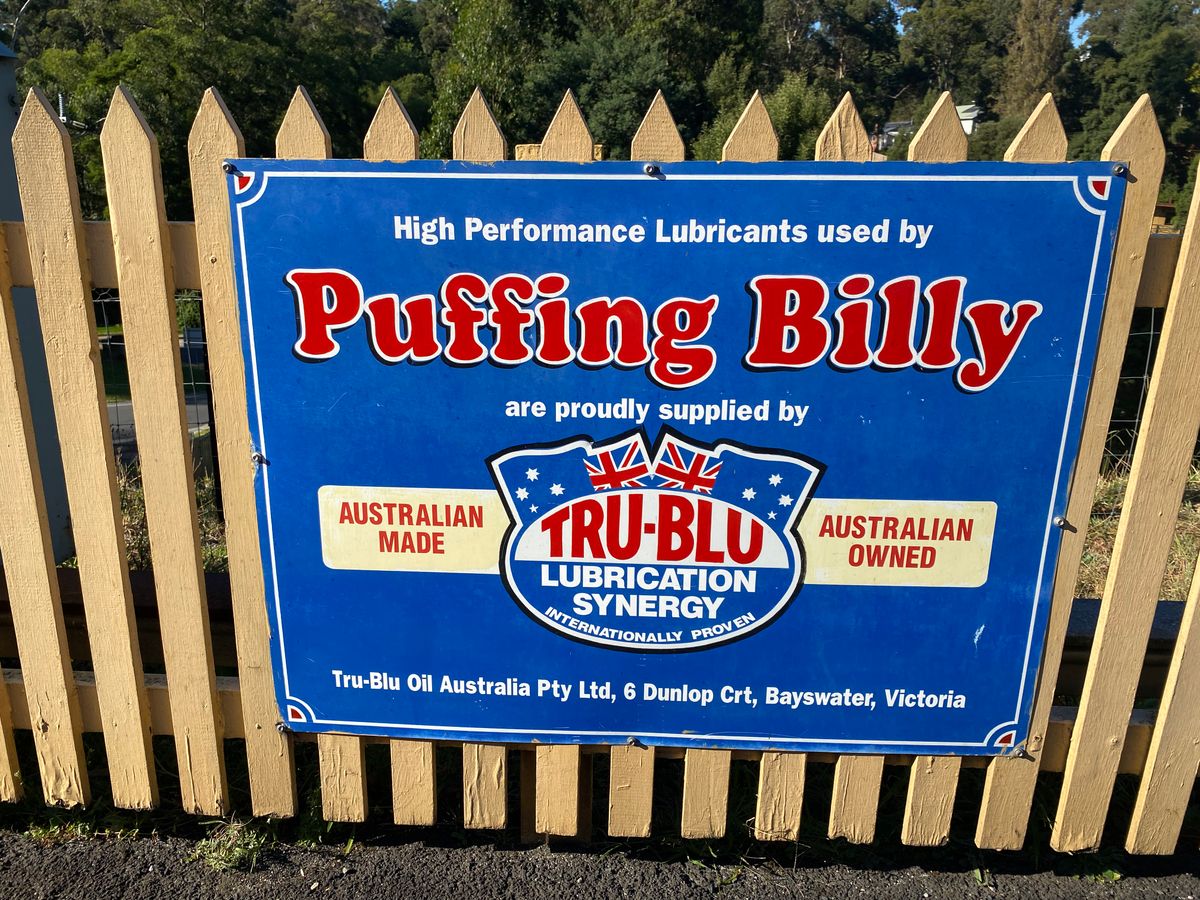 High Performance Lubricants used by
Puffing Billy
are proudly supplied by
AUSTRALIAN
MADE
TRU-BLU
LUBRICATION
SYNERGY
INTERNATIONALLY PROVEN
AUSTRALIAN
OWNED
Tru-Blu Oil Australia Pty Ltd, 6 Dunlop Crt, Bayswater, Victoria